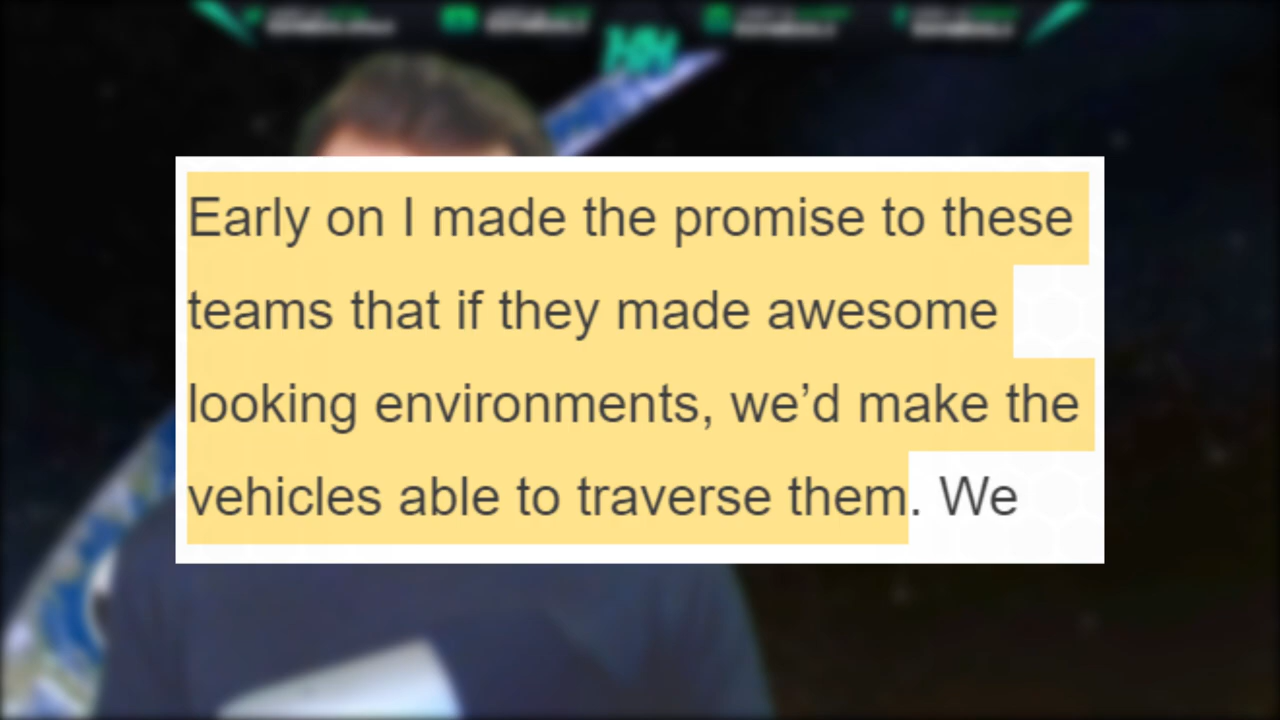 Early on I made the promise to these
teams that if they made awesome
looking environments, we’d make the
vehicles able to traverse them. We